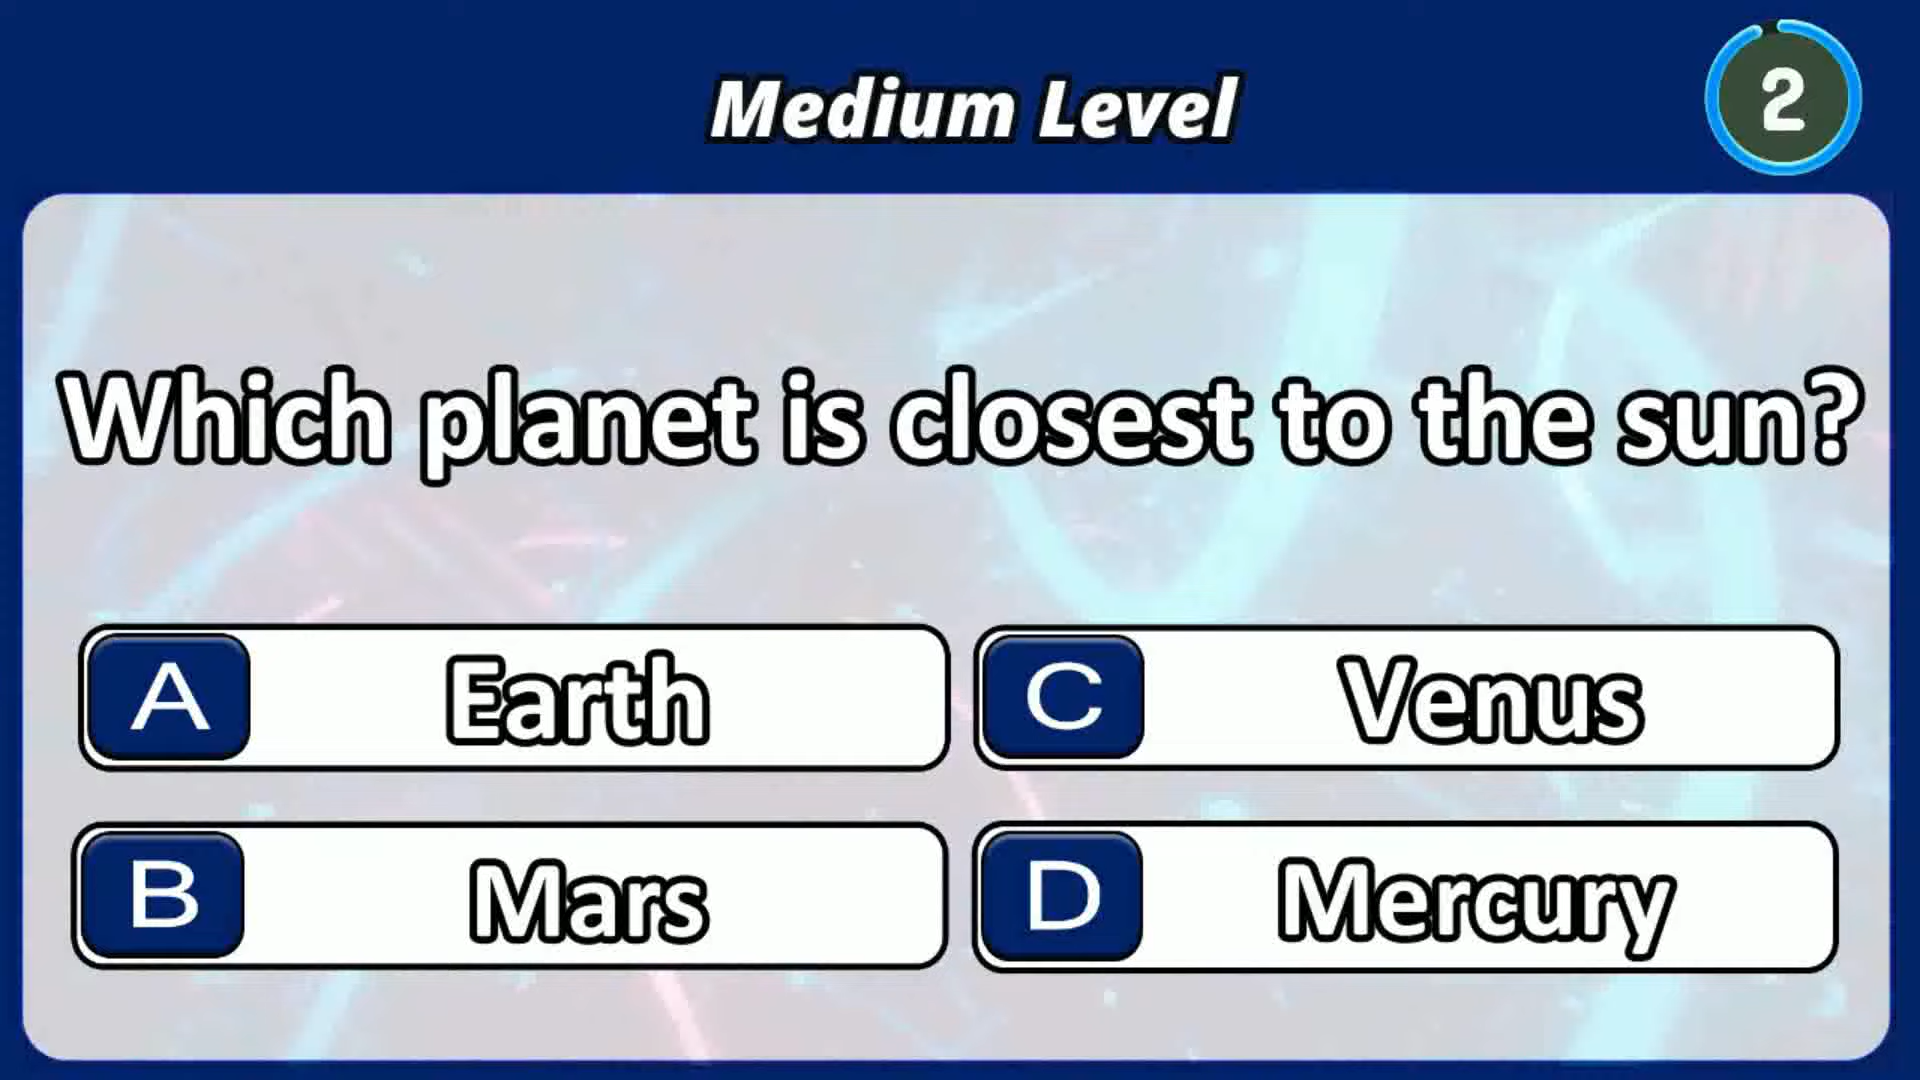 Medium Level
2
Which planet is closest to the sun?
A Earth
C Venus
B Mars
D Mercury